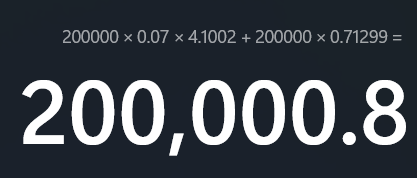 200000 × 0.07 × 4.1002 + 200000 × 0.71299 =
200,000.8